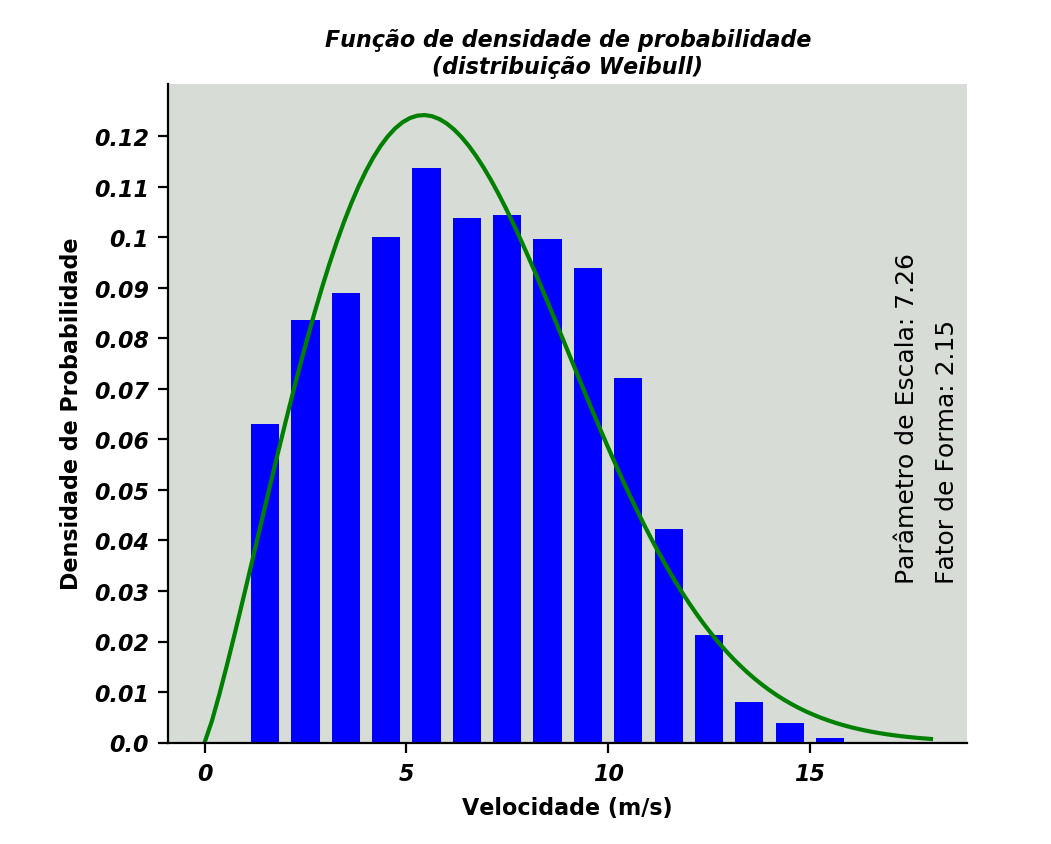 Função de densidade de probabilidade
(distribuição Weibull)
Densidade de Probabilidade
0.12
0.11
0.1
0.09
0.08
0.07
0.06
0.05
0.04
0.03
0.02
0.01
0.0
0 5 10 15
Velocidade (m/s)
Parâmetro de Escala: 7.26
Fator de Forma: 2.15